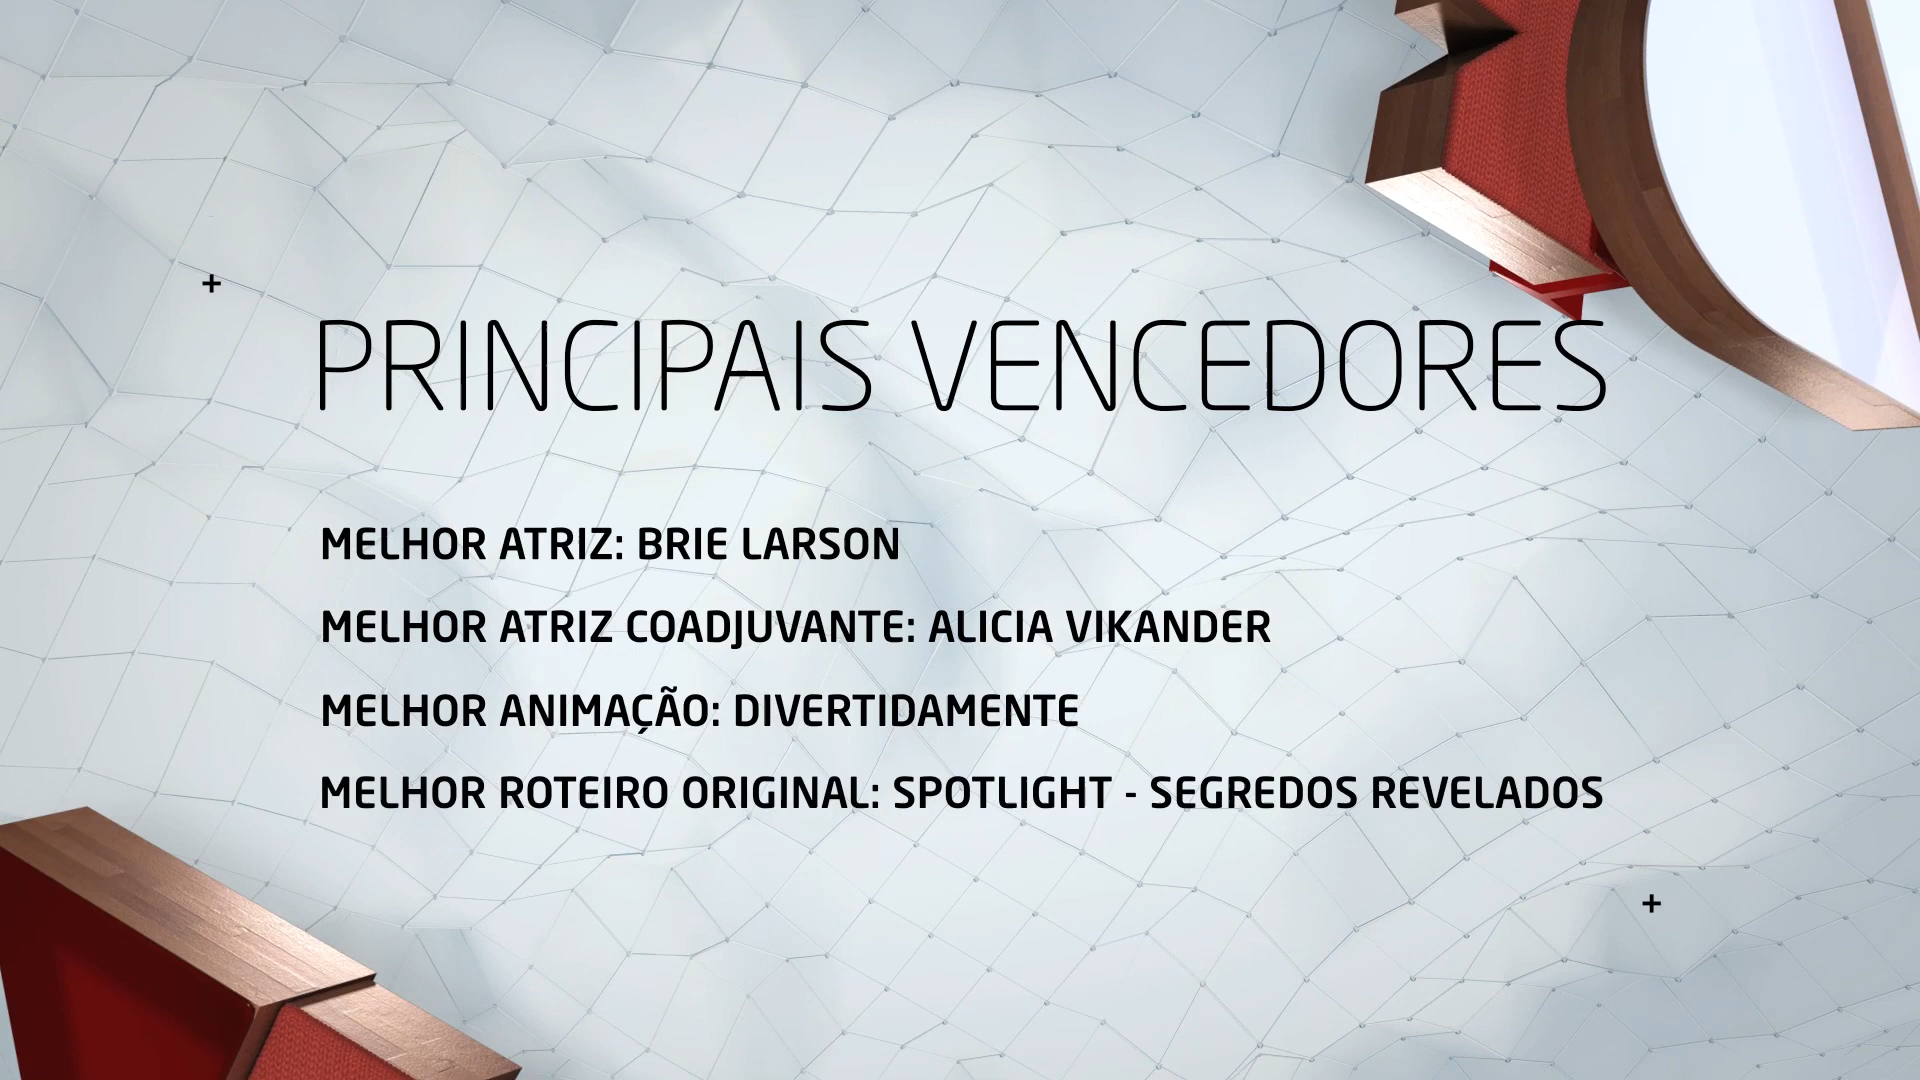 PRINCIPAIS VENCEDORES
MELHOR ATRIZ: BRIE LARSON
MELHOR ATRIZ COADJUVANTE: ALICIA VIKANDER
MELHOR ANIMAÇÃO: DIVERTIDAMENTE
MELHOR ROTEIRO ORIGINAL: SPOTLIGHT - SEGREDOS REVELADOS